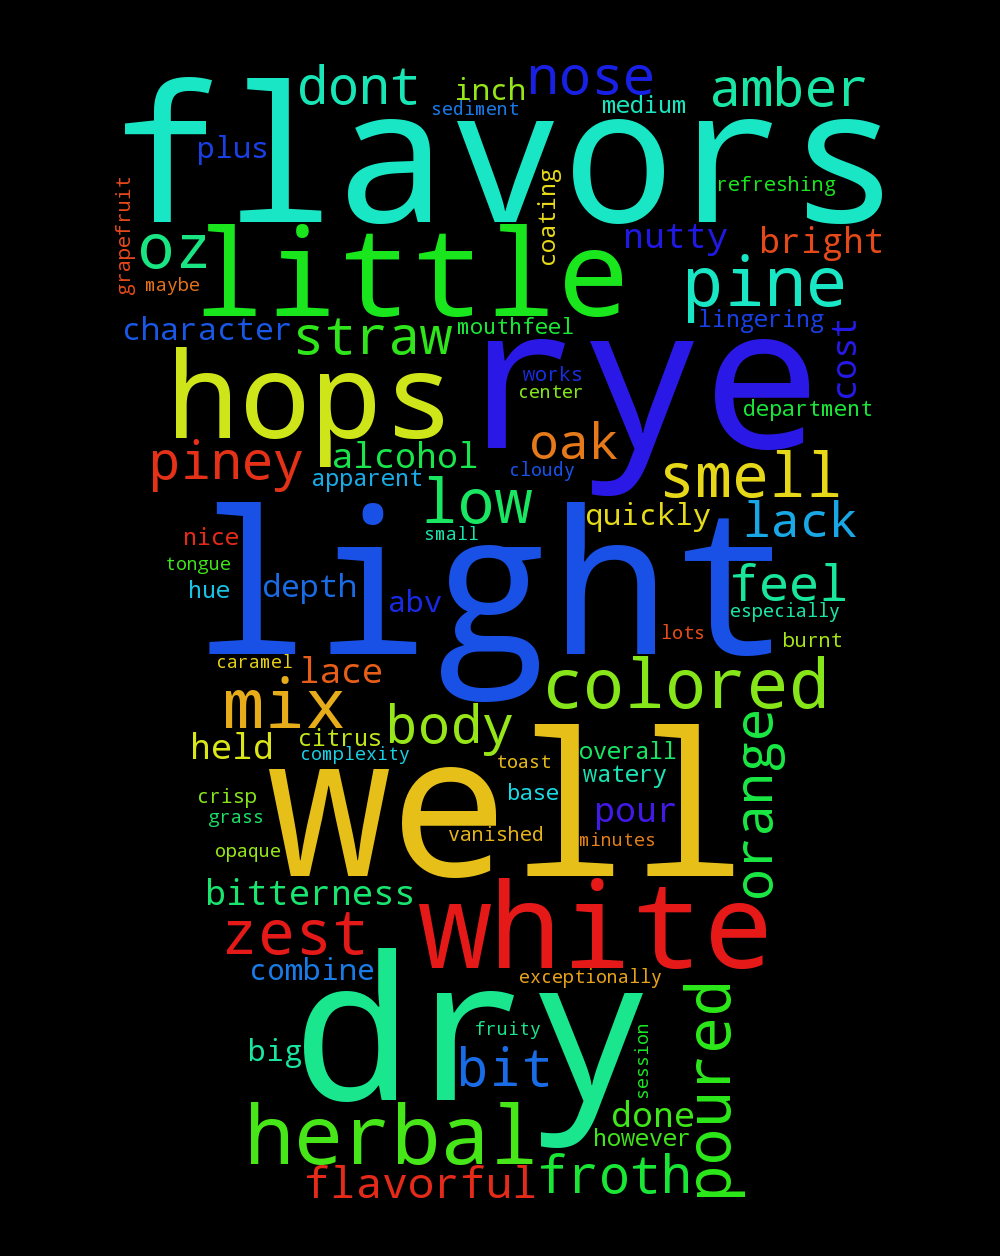 dont
inch
nose
amber
sediment
medium
flavors
plus
refreshing
coating
grapefruit
oz
little
nutty
bright
maybe
pine
character
straw
mouthfeel
lingering
cost
hops
rye
works
center
department
piney
alcohol
oak
apparent
cloudy
smell
low
quickly
lack
nice
small
light
tongue
hue
depth
abv
feel
especially
lots
burnt
caramel
lace
colored
mix
body
orange
held
citrus
complexity
overall
toast
watery
crisp
base
pour
grass
well
vanished
minutes
opaque
bitterness
white
zest
combine
exceptionally
dry
poured
fruity
big
bit
session
herbal
done
however
flavorful
froth